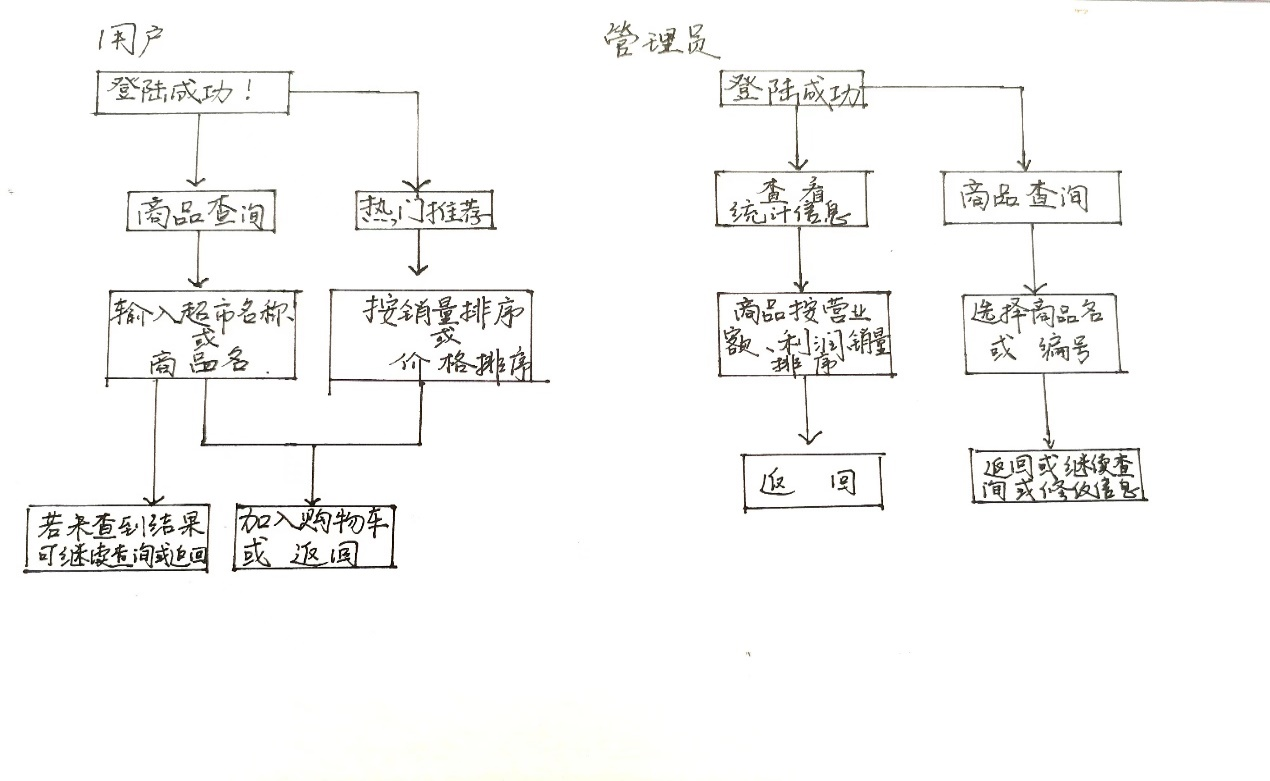 用户
登陆成功！
商品查询
热门推荐
输入超市名称、
或
商品名.
按销量排序
或
价格排序
若未查到结果
可继续查询或返回
加入购物车
或 返回
管理员
登陆成功
查看
统计信息
商品查询
商品按营业
额、利润销量
排序
选择商品名
或 编号
返 回
返回或继续查
询或修改信息